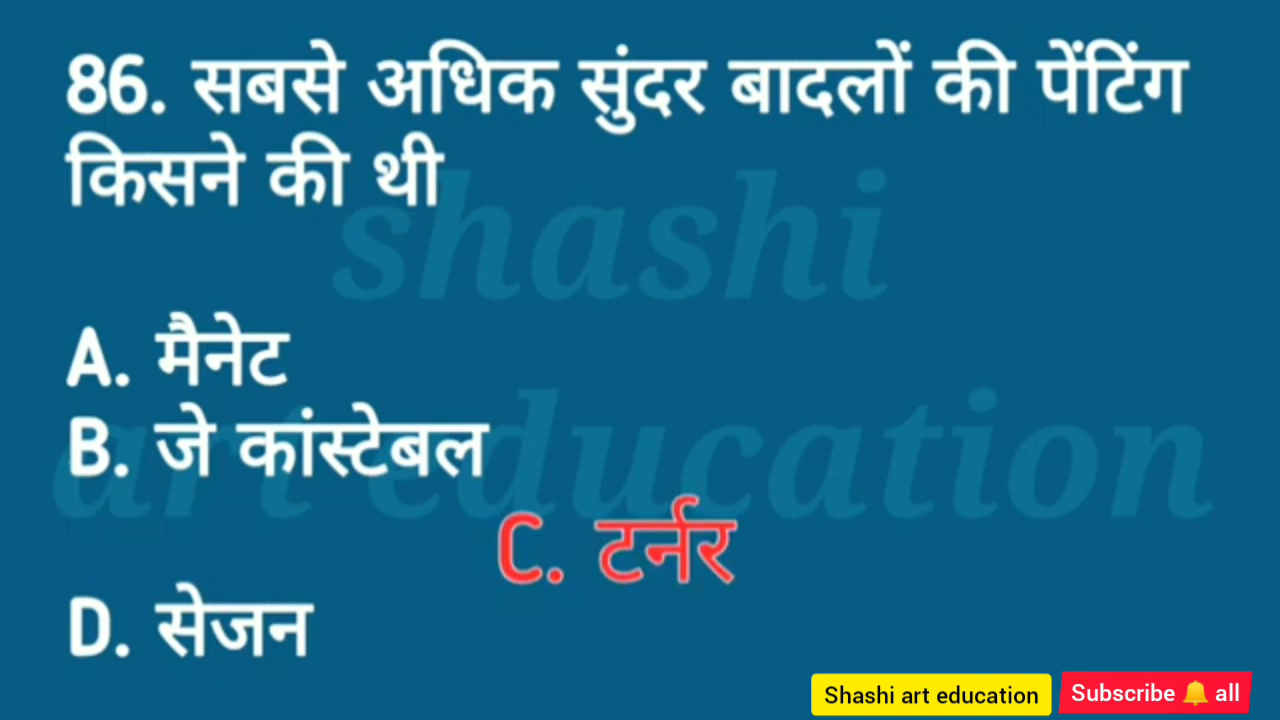 86. सबसे अधिक सुंदर बादलों की पेंटिंग
किसने की थी
shashi
A. मैनेट
art education
B. जे कांस्टेबल
C. टर्नर
D. सेजन
Shashi art education
Subscribe 🔔 all